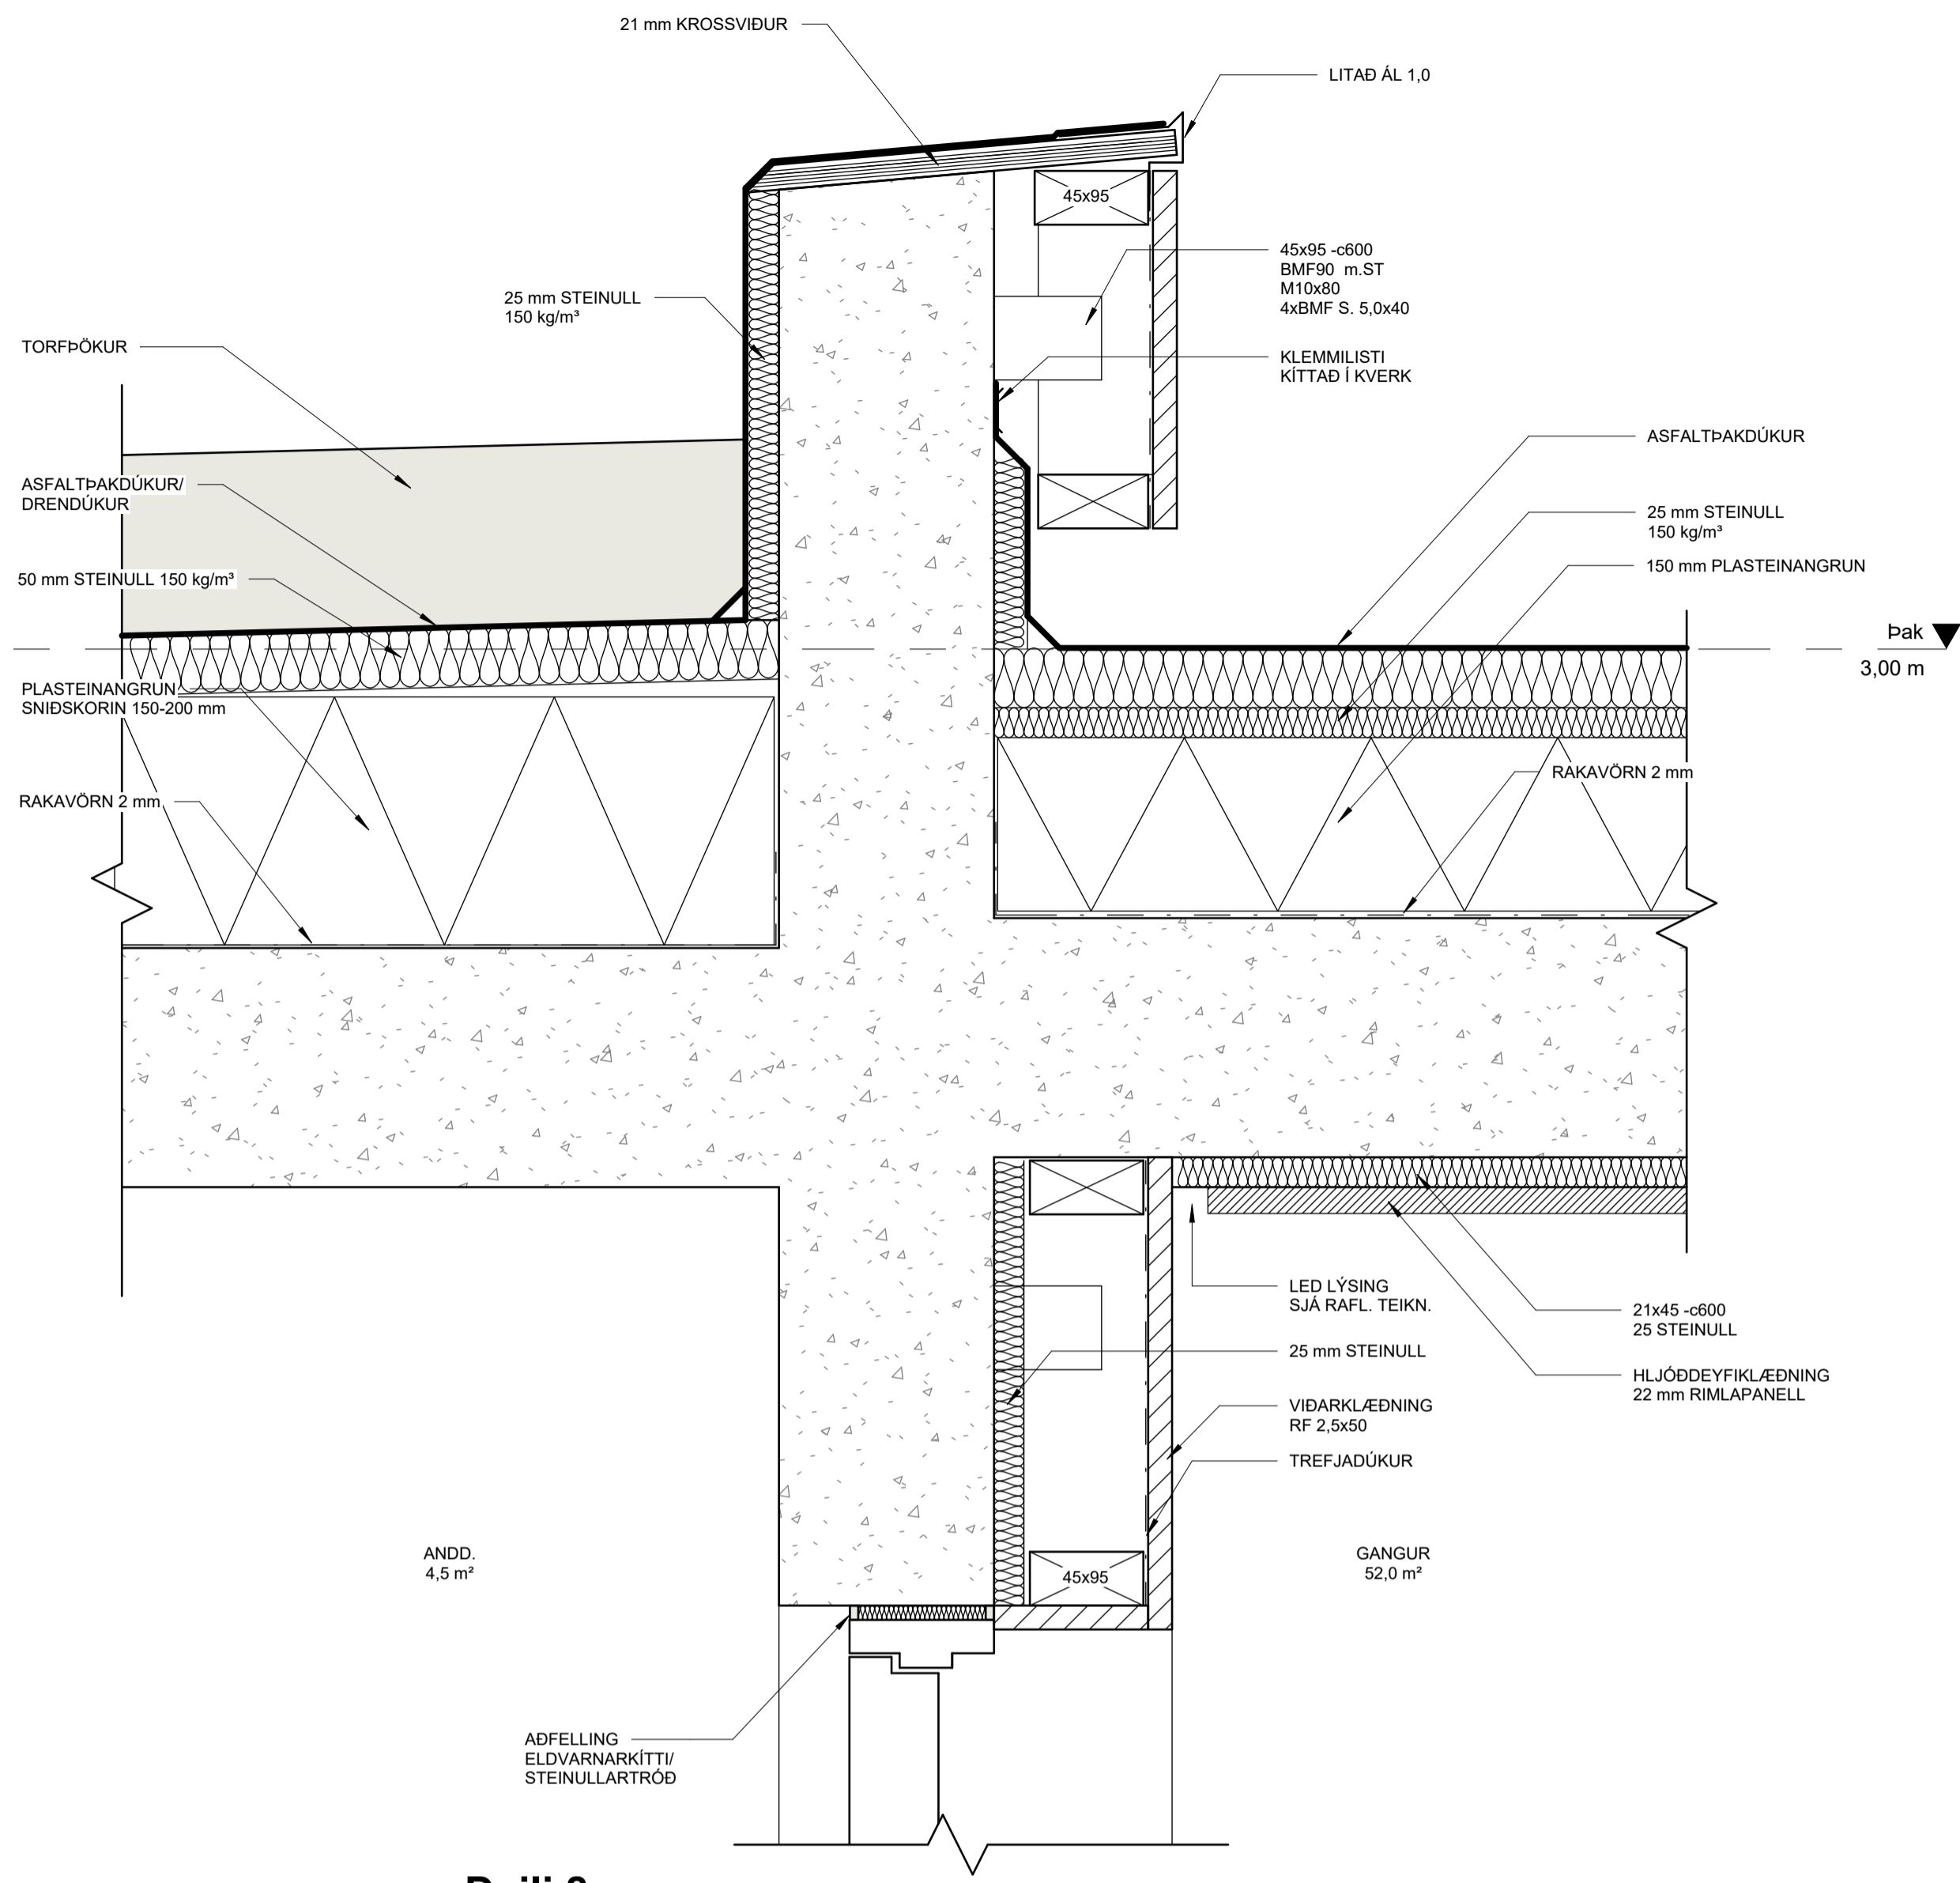 21 mm KROSSVIÐUR
LITAÐ ÁL 1,0
45x95
45x95 -c600
BMF90 m.ST
M10x80
4xBMF S. 5,0x40
25 mm STEINULL
150 kg/m³
TORFÞÖKUR
KLEMMILISTI
KÍTTAÐ Í KVERK
ASFALTÞAKDÚKUR
ASFALTÞAKDÚKUR/
DRENDÚKUR
25 mm STEINULL
150 kg/m³
50 mm STEINULL 150 kg/m³
150 mm PLASTEINANGRUN
Þak
3,00 m
PLASTEINANGRUN
SNIÐSKORIN 150-200 mm
RAKAVÖRN 2 mm
RAKAVÖRN 2 mm
LED LÝSING
SJÁ RAFL. TEIKN.
21x45 -c600
25 STEINULL
25 mm STEINULL
HLJÓÐDEYFIKLÆÐNING
22 mm RIMLAPANELL
VIÐARKLÆÐNING
RF 2,5x50
TREFJADÚKUR
ANDD.
4,5 m²
GANGUR
52,0 m²
45x95
AÐFELLING
ELDVARNARKÍTTI/
STEINULLARTRÓÐ